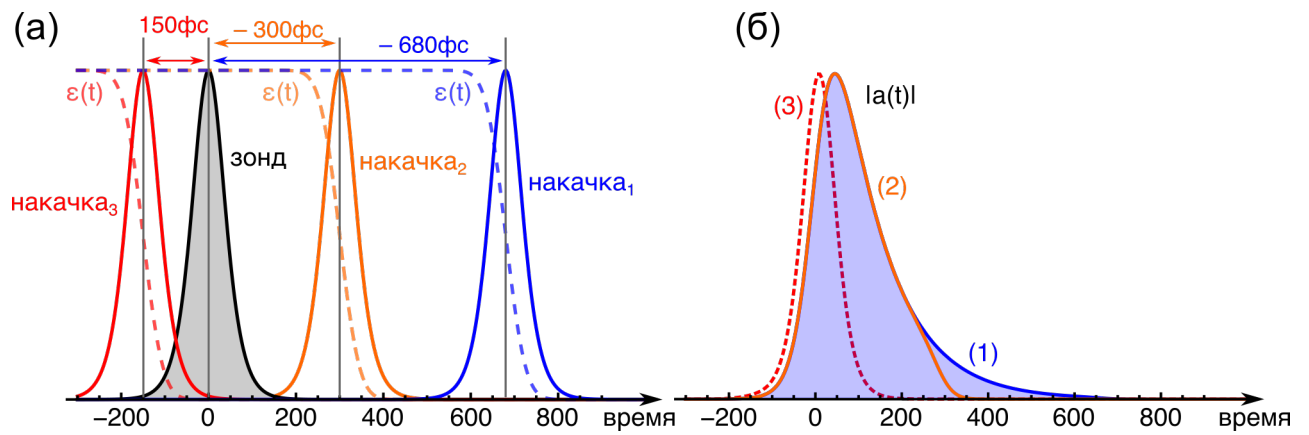 (а)
150фс
– 300фс
– 680фс
ε(t)
ε(t)
ε(t)
зонд
накачка₃
накачка₂
накачка₁
−200 0 200 400 600 800 время
(б)
(3)
|a(t)|
(2)
(1)
−200 0 200 400 600 800 время